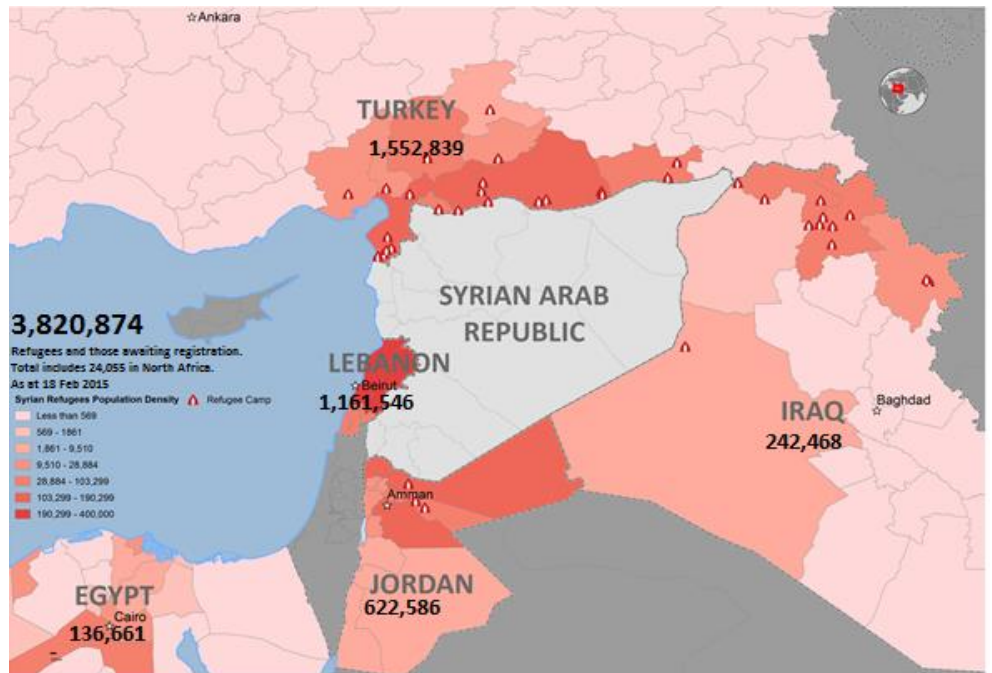 Ankara
TURKEY
1,552,839
SYRIAN ARAB
REPUBLIC
3,820,874
Refugees and those awaiting registration.
Total includes 24,055 in North Africa.
As at 18 Feb 2015
Syrian Refugees Population Density
Refugee Camp
Less than 569
569 - 1861
1,861 - 9,510
9,510 - 28,884
28,884 - 103,299
103,299 - 190,299
190,299 - 400,000
LEBANON
Beirut
1,161,546
IRAQ
Baghdad
242,468
Amman
JORDAN
622,586
EGYPT
Cairo
136,661